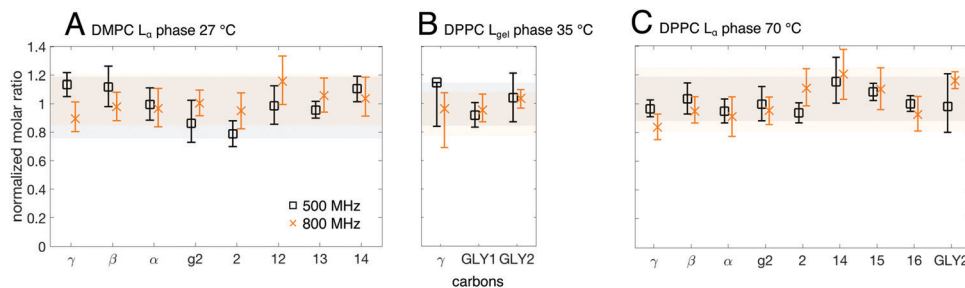 A DMPC Lα phase 27 °C
B DPPC Lgel phase 35 °C
C DPPC Lα phase 70 °C
normalized molar ratio
1.4
1.2
1
0.8
0.6
0.4
0.2
0
500 MHz
800 MHz
γ β α g2 2 12 13 14
γ GLY1 GLY2
γ β α g2 2 14 15 16 GLY2
carbons